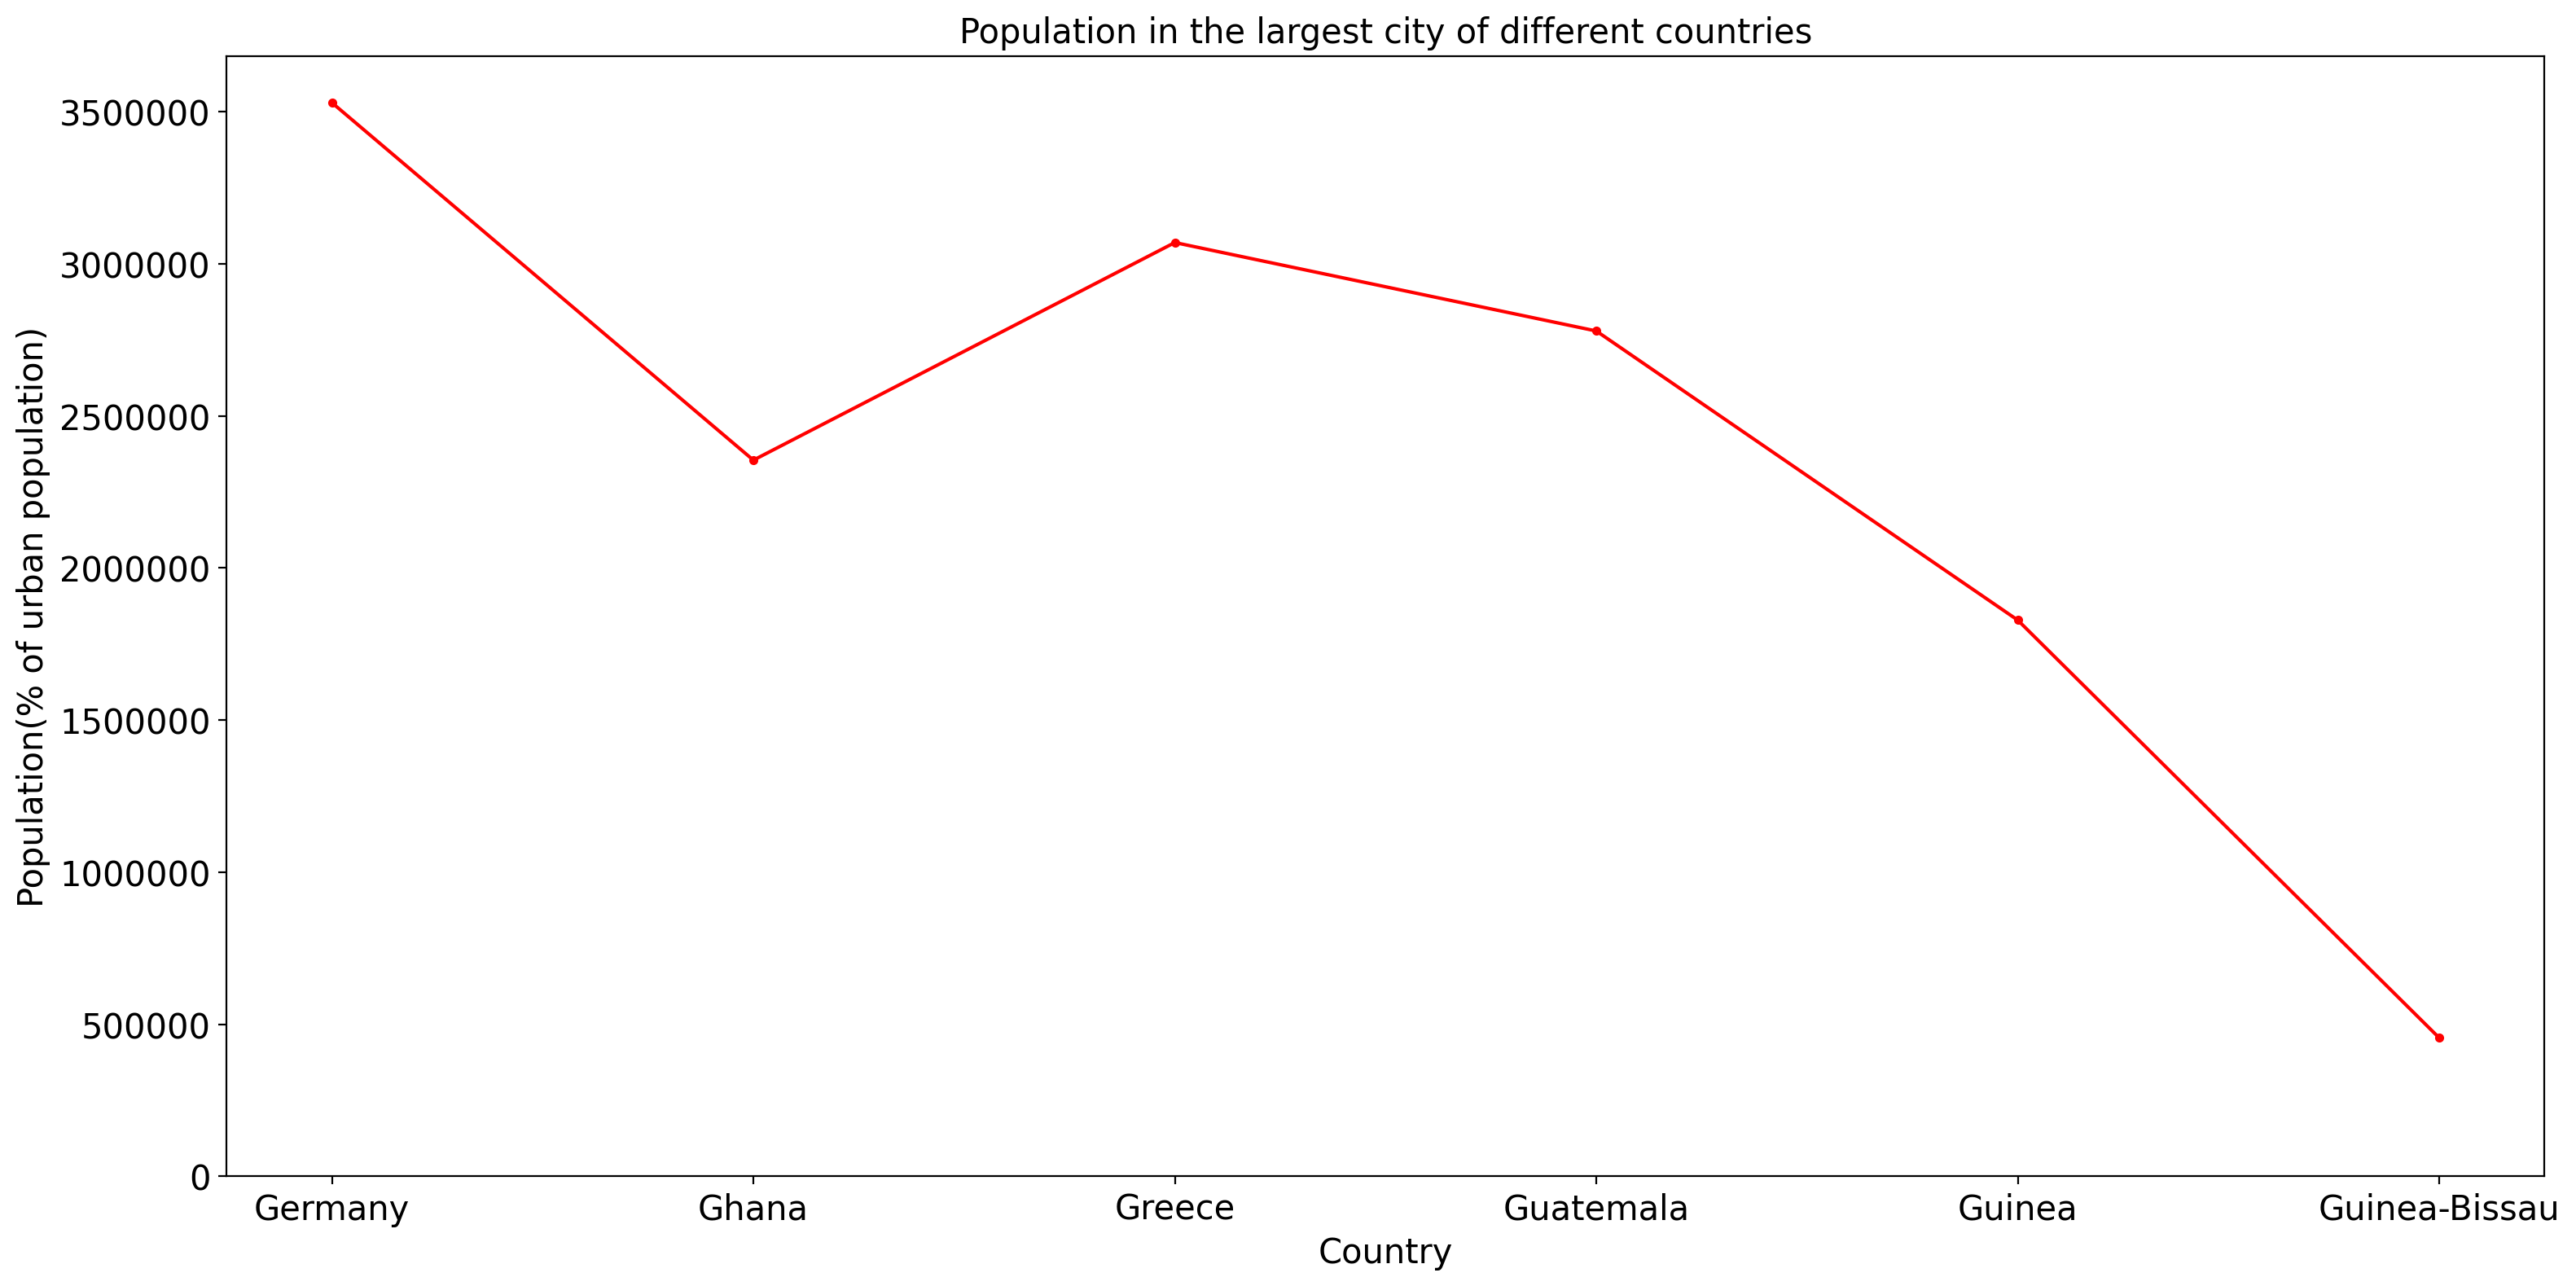 Population in the largest city of different countries
Population(% of urban population)
3500000
3000000
2500000
2000000
1500000
1000000
500000
0
Germany Ghana Greece Guatemala Guinea Guinea-Bissau
Country